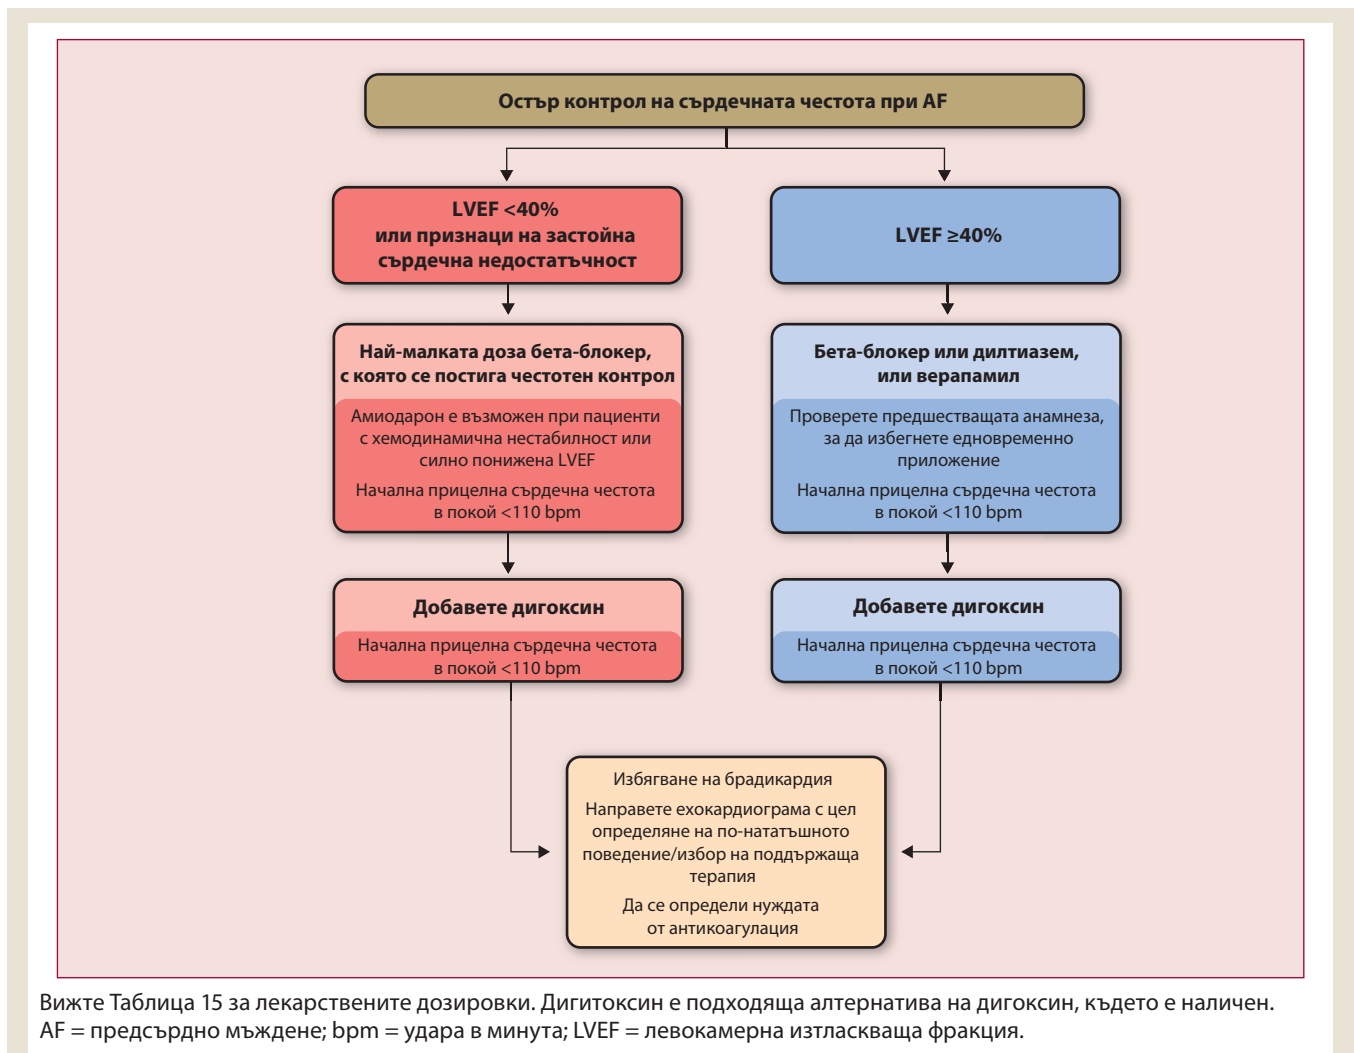 Остър контрол на сърдечната честота при AF
LVEF <40%
или признаци на застойна
сърдечна недостатъчност
LVEF ≥40%
Най-малката доза бета-блокер,
с която се постига честотен контрол
Амиодарон е възможен при пациенти
с хемодинамична нестабилност или
силно понижена LVEF
Начална прицелна сърдечна честота
в покой <110 bpm
Бета-блокер или дилтиазем,
или верапамил
Проверете предшестващата анамнеза,
за да избегнете едновременно
приложение
Начална прицелна сърдечна честота
в покой <110 bpm
Добавете дигоксин
Начална прицелна сърдечна честота
в покой <110 bpm
Добавете дигоксин
Начална прицелна сърдечна честота
в покой <110 bpm
Избягване на брадикардия
Направете ехокардиограма с цел
определяне на по-нататъшното
поведение/избор на поддържаща
терапия
Да се определи нуждата
от антикоагулация
Вижте Таблица 15 за лекарствените дозировки. Дигитоксин е подходяща алтернатива на дигоксин, където е наличен.
AF = предсърдно мъждене; bpm = удара в минута; LVEF = левокамерна изтласкваща фракция.